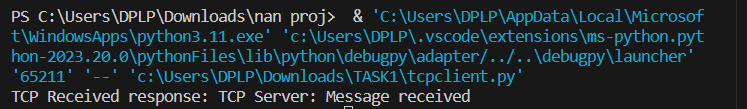 PS C:\Users\DPLP\Downloads\nan proj>  & 'C:\Users\DPLP\AppData\Local\Microsof
t\WindowsApps\python3.11.exe' 'c:\Users\DPLP\.vscode\extensions\ms-python.pyt
hon-2023.20.0\pythonFiles\lib\python\debugpy\adapter/../..\debugpy\launcher' 
'65211' '--' 'c:\Users\DPLP\Downloads\TASK1\tcpclient.py'
TCP Received response: TCP Server: Message received